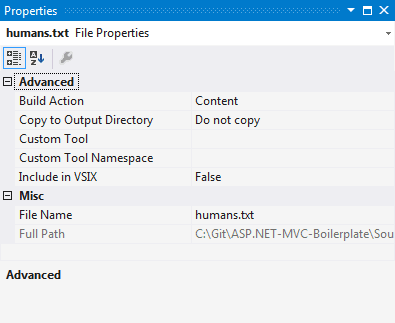 Properties
humans.txt File Properties
Advanced
Build Action Content
Copy to Output Directory Do not copy
Custom Tool
Custom Tool Namespace
Include in VSIX False
Misc
File Name humans.txt
Full Path C:\Git\ASP.NET-MVC-Boilerplate\Sou
Advanced